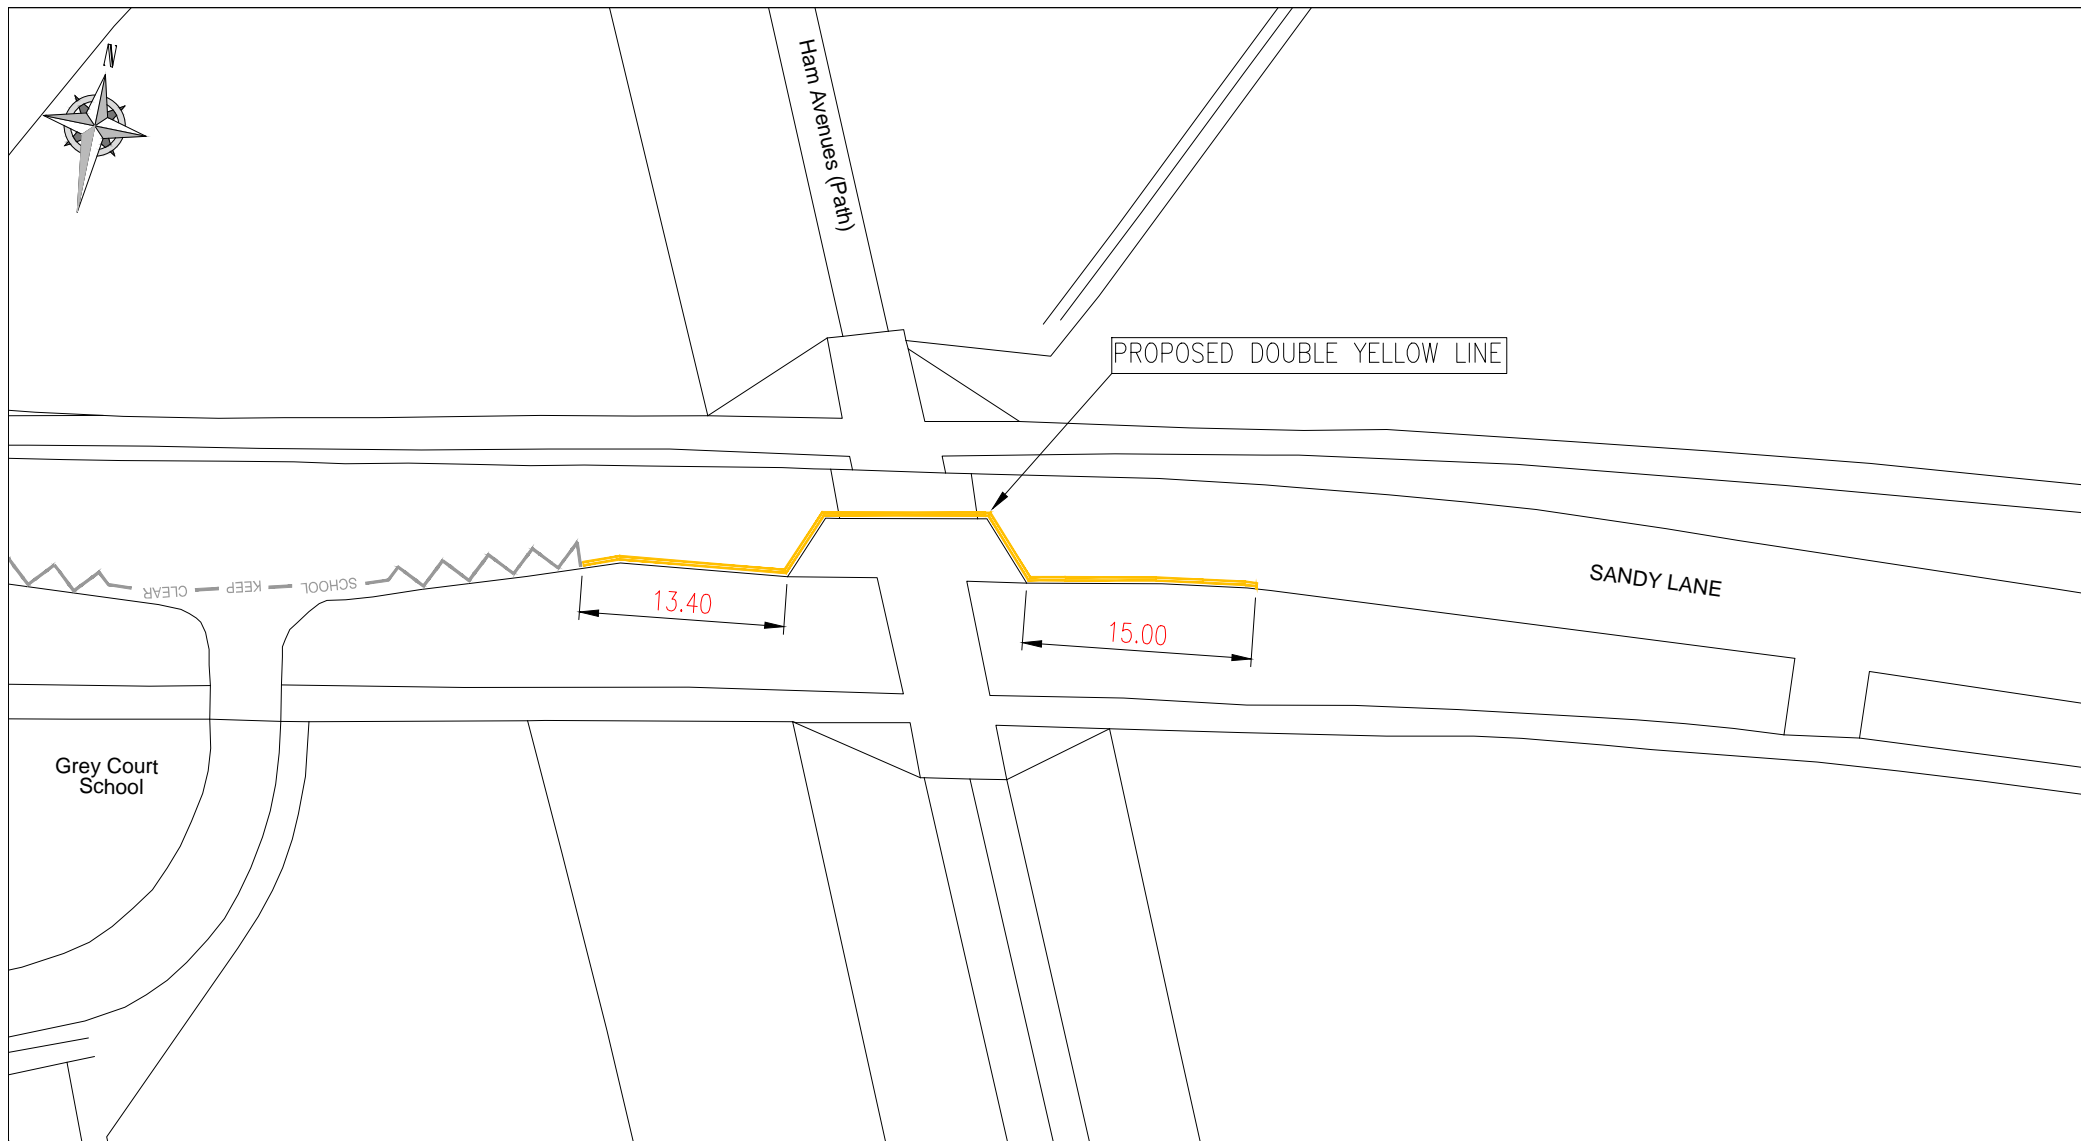 N
Ham Avenues (Path)
PROPOSED DOUBLE YELLOW LINE
SCHOOL KEEP CLEAR
SANDY LANE
13.40
15.00
Grey Court
School